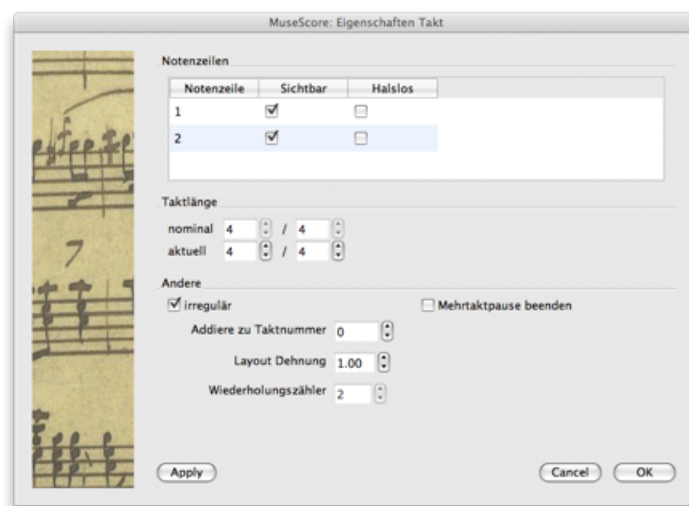 MuseScore: Eigenschaften Takt
Notenzeilen
Notenzeile Sichtbar Halslos
1
2
Taktlänge
nominal 4 / 4
aktuell 4 / 4
Andere
irregulär Mehrtaktpause beenden
Addiere zu Taktnummer 0
Layout Dehnung 1.00
Wiederholungszähler 2
Apply Cancel OK
7